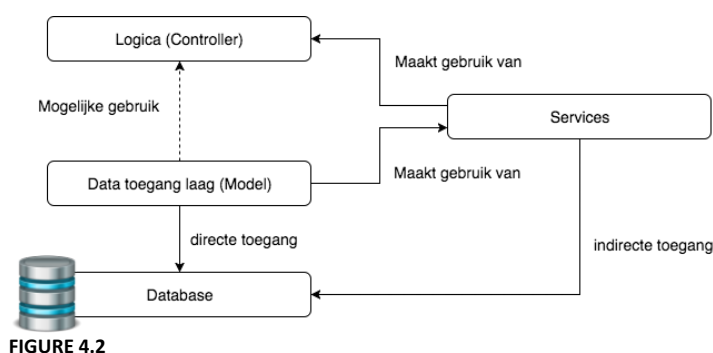 Logica (Controller)
Maakt gebruik van
Mogelijke gebruik
Services
Data toegang laag (Model)
Maakt gebruik van
directe toegang
indirecte toegang
Database
FIGURE 4.2